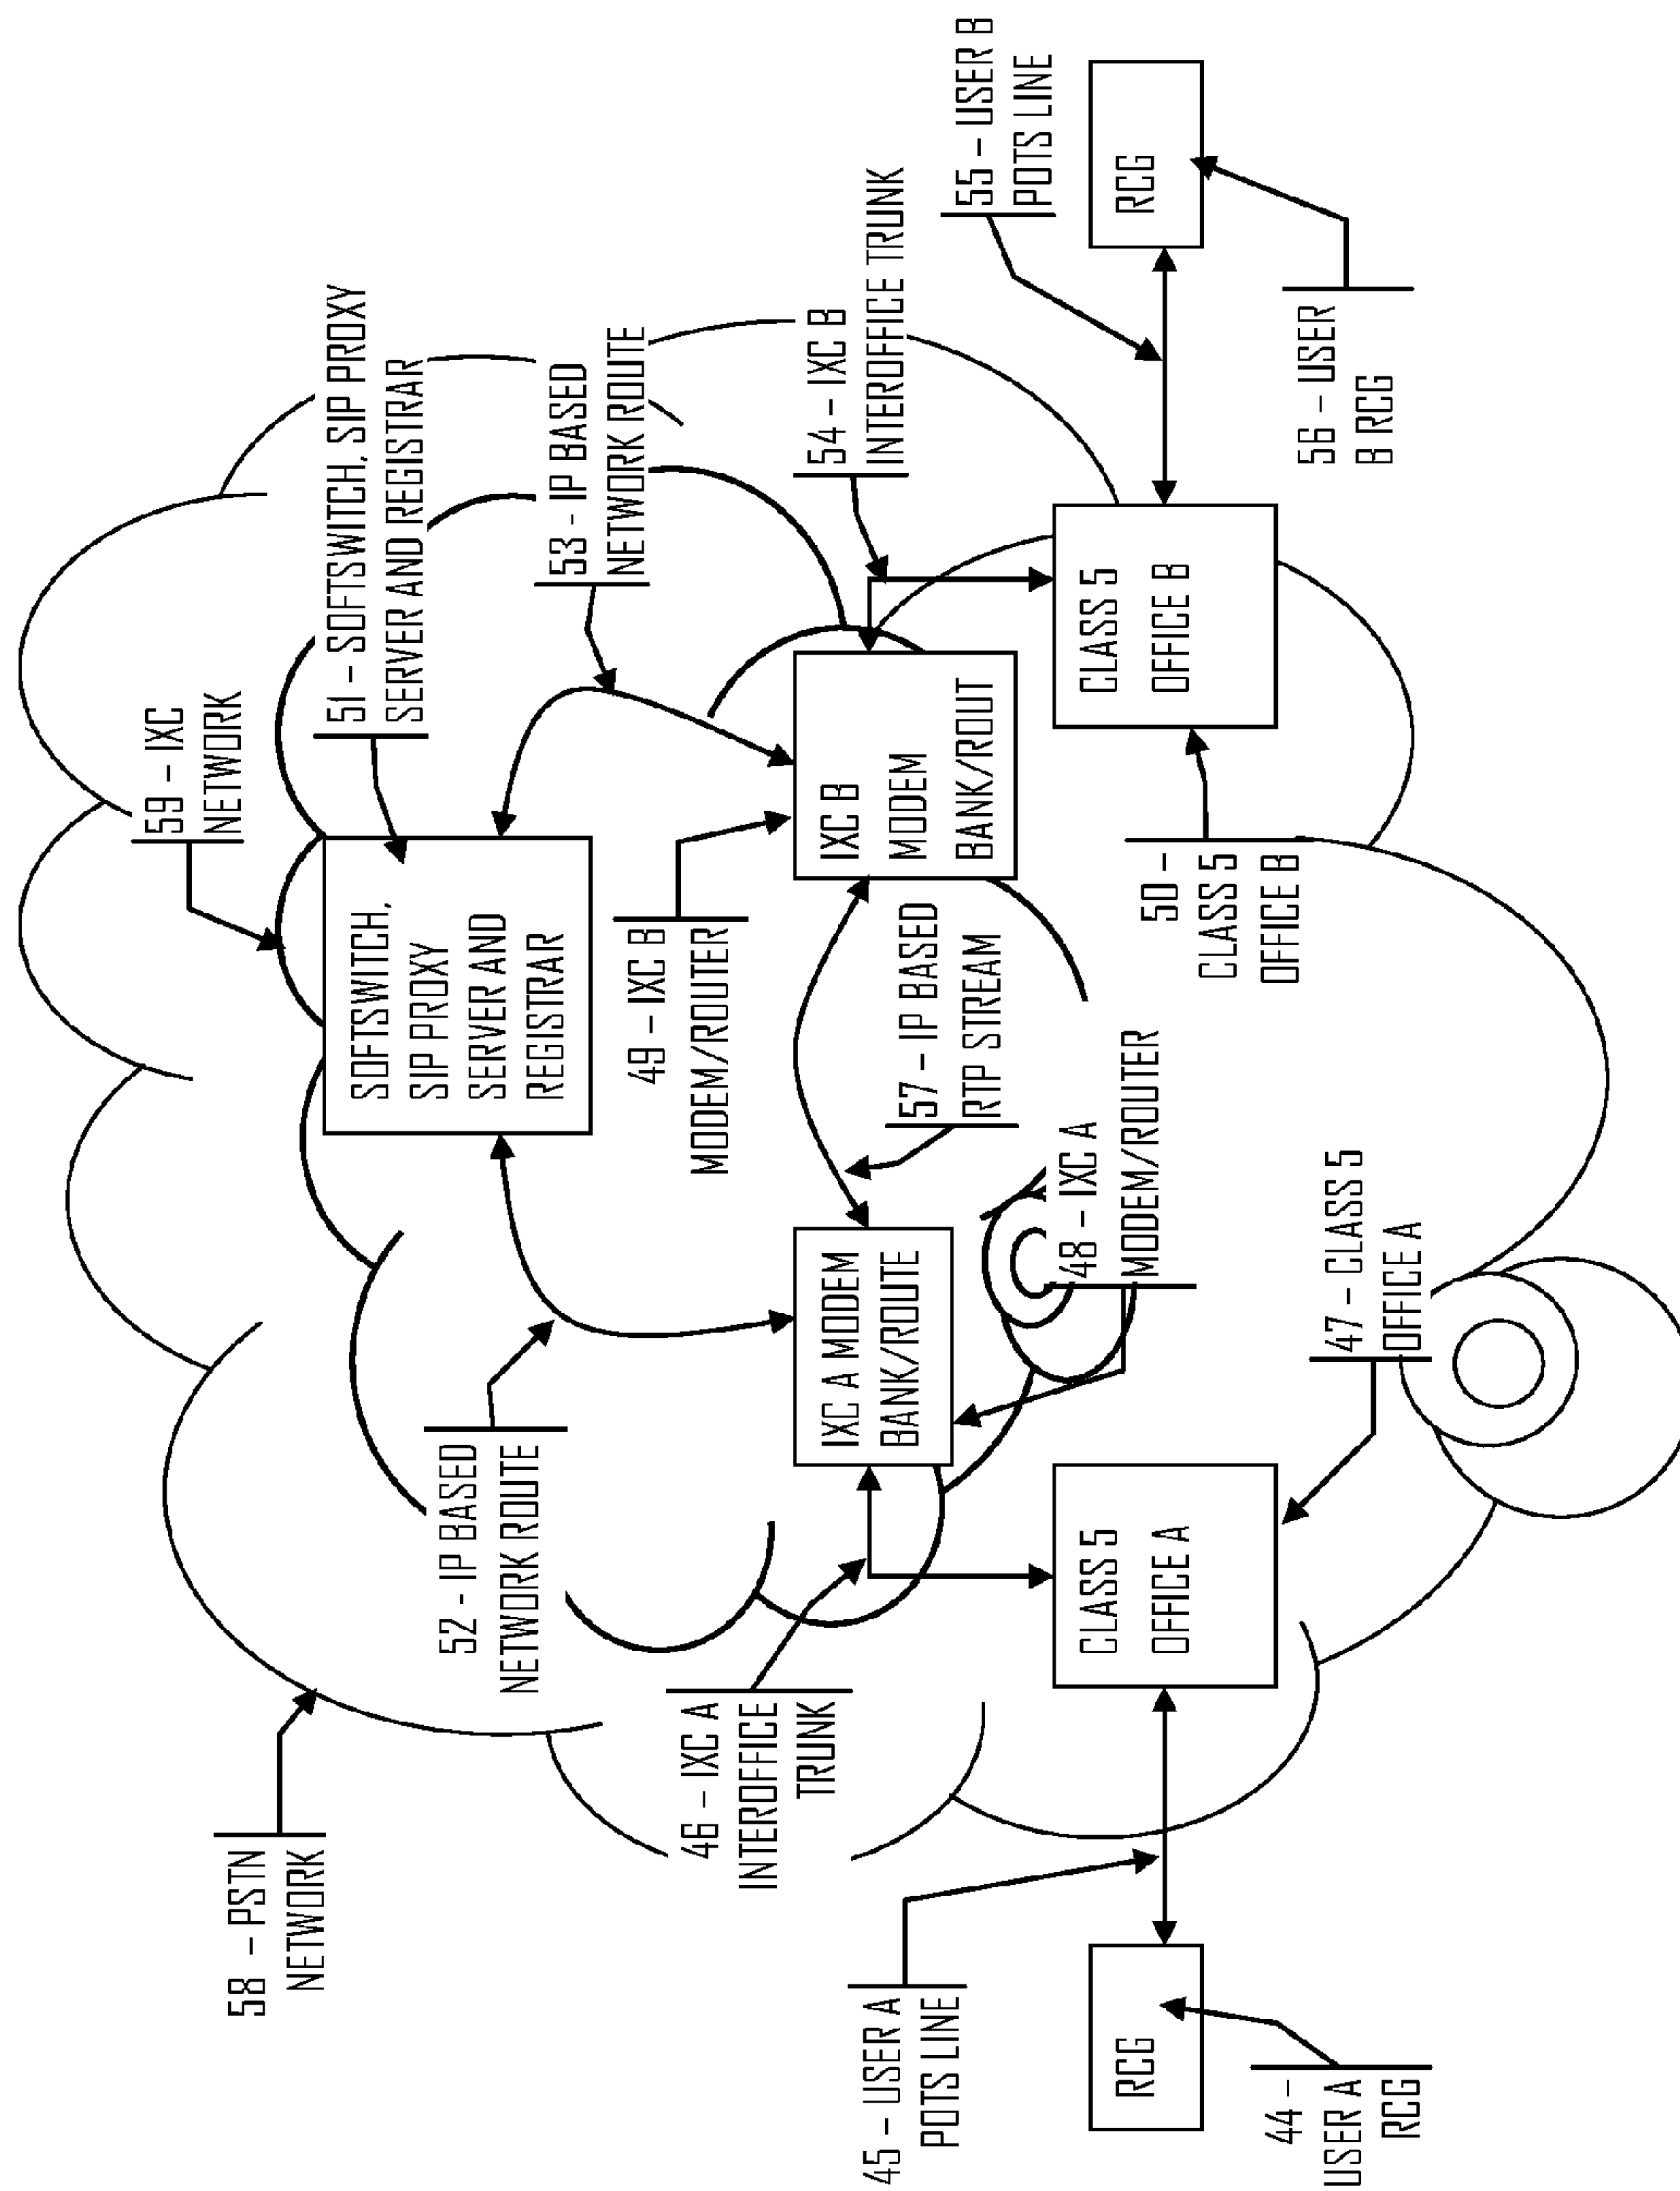 58 – PSTN
NETWORK
59 – IXC
NETWORK
51 – SOFTSWITCH, SIP PROXY
SERVER AND REGISTRAR
SOFTSWITCH,
SIP PROXY
SERVER AND
REGISTRAR
52 – IP BASED
NETWORK ROUTE
53 – IP BASED
NETWORK ROUTE
49 – IXC B
MODEM/ROUTER
46 – IXC A
INTEROFFICE
TRUNK
IXC A MODEM
BANK/ROUTE
57 – IP BASED
RTP STREAM
IXC B
MODEM
BANK/ROUT
54 – IXC B
INTEROFFICE TRUNK
45 – USER A
POTS LINE
48 – IXC A
MODEM/ROUTER
55 – USER B
POTS LINE
RCG
CLASS 5
OFFICE A
CLASS 5
OFFICE B
RCG
44 –
USER A
RCG
47 – CLASS 5
OFFICE A
50 –
CLASS 5
OFFICE B
56 – USER
B RCG